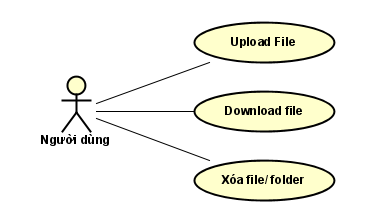 Upload File
Download file
Người dùng
Xóa file/folder